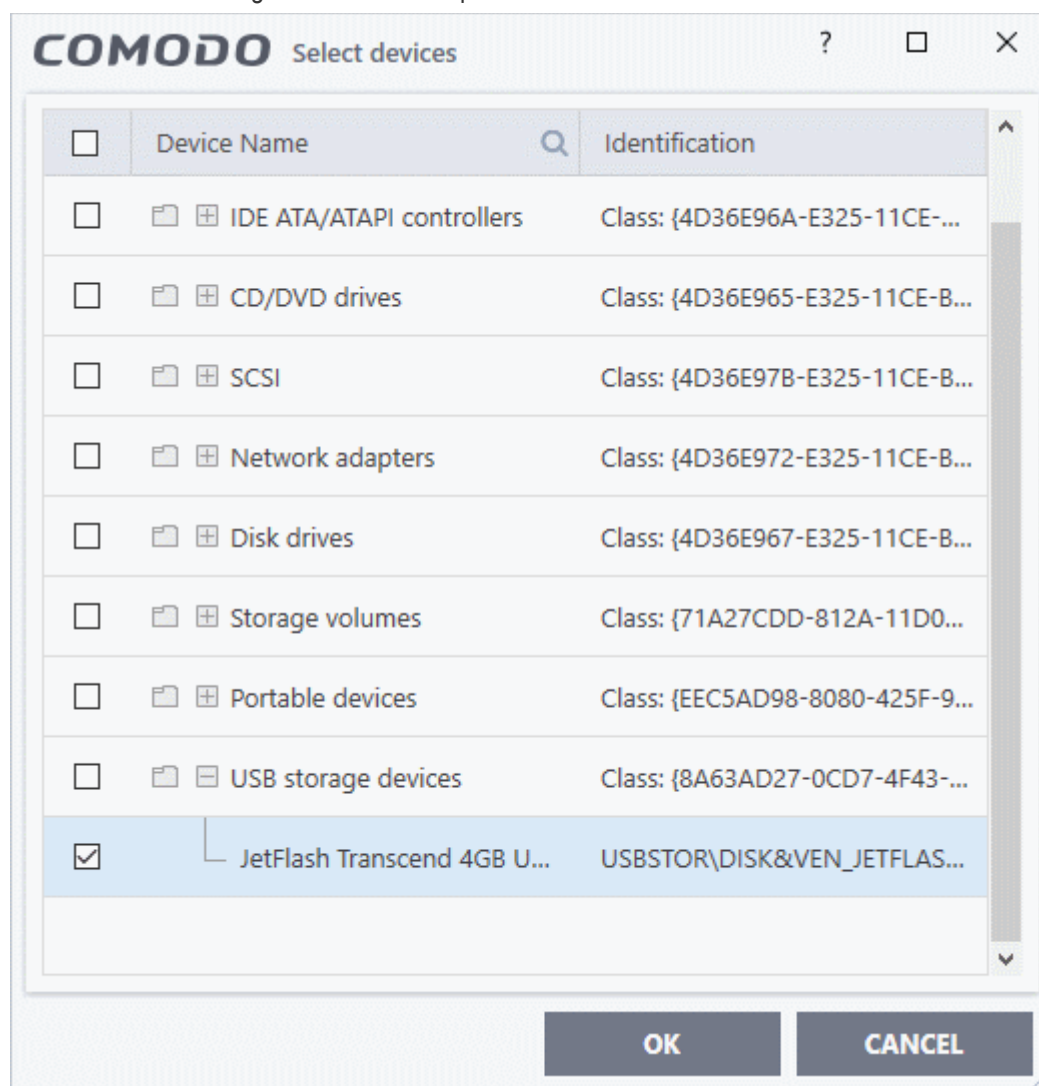 COMODO Select devices ?
Device Name Identification
IDE ATA/ATAPI controllers Class: {4D36E96A-E325-11CE-...
CD/DVD drives Class: {4D36E965-E325-11CE-B...
SCSI Class: {4D36E97B-E325-11CE-B...
Network adapters Class: {4D36E972-E325-11CE-B...
Disk drives Class: {4D36E967-E325-11CE-B...
Storage volumes Class: {71A27CDD-812A-11D0...
Portable devices Class: {EEC5AD98-8080-425F-9...
USB storage devices Class: {8A63AD27-0CD7-4F43-...
JetFlash Transcend 4GB U... USBSTOR\DISK&VEN_JETFLAS...
OK CANCEL